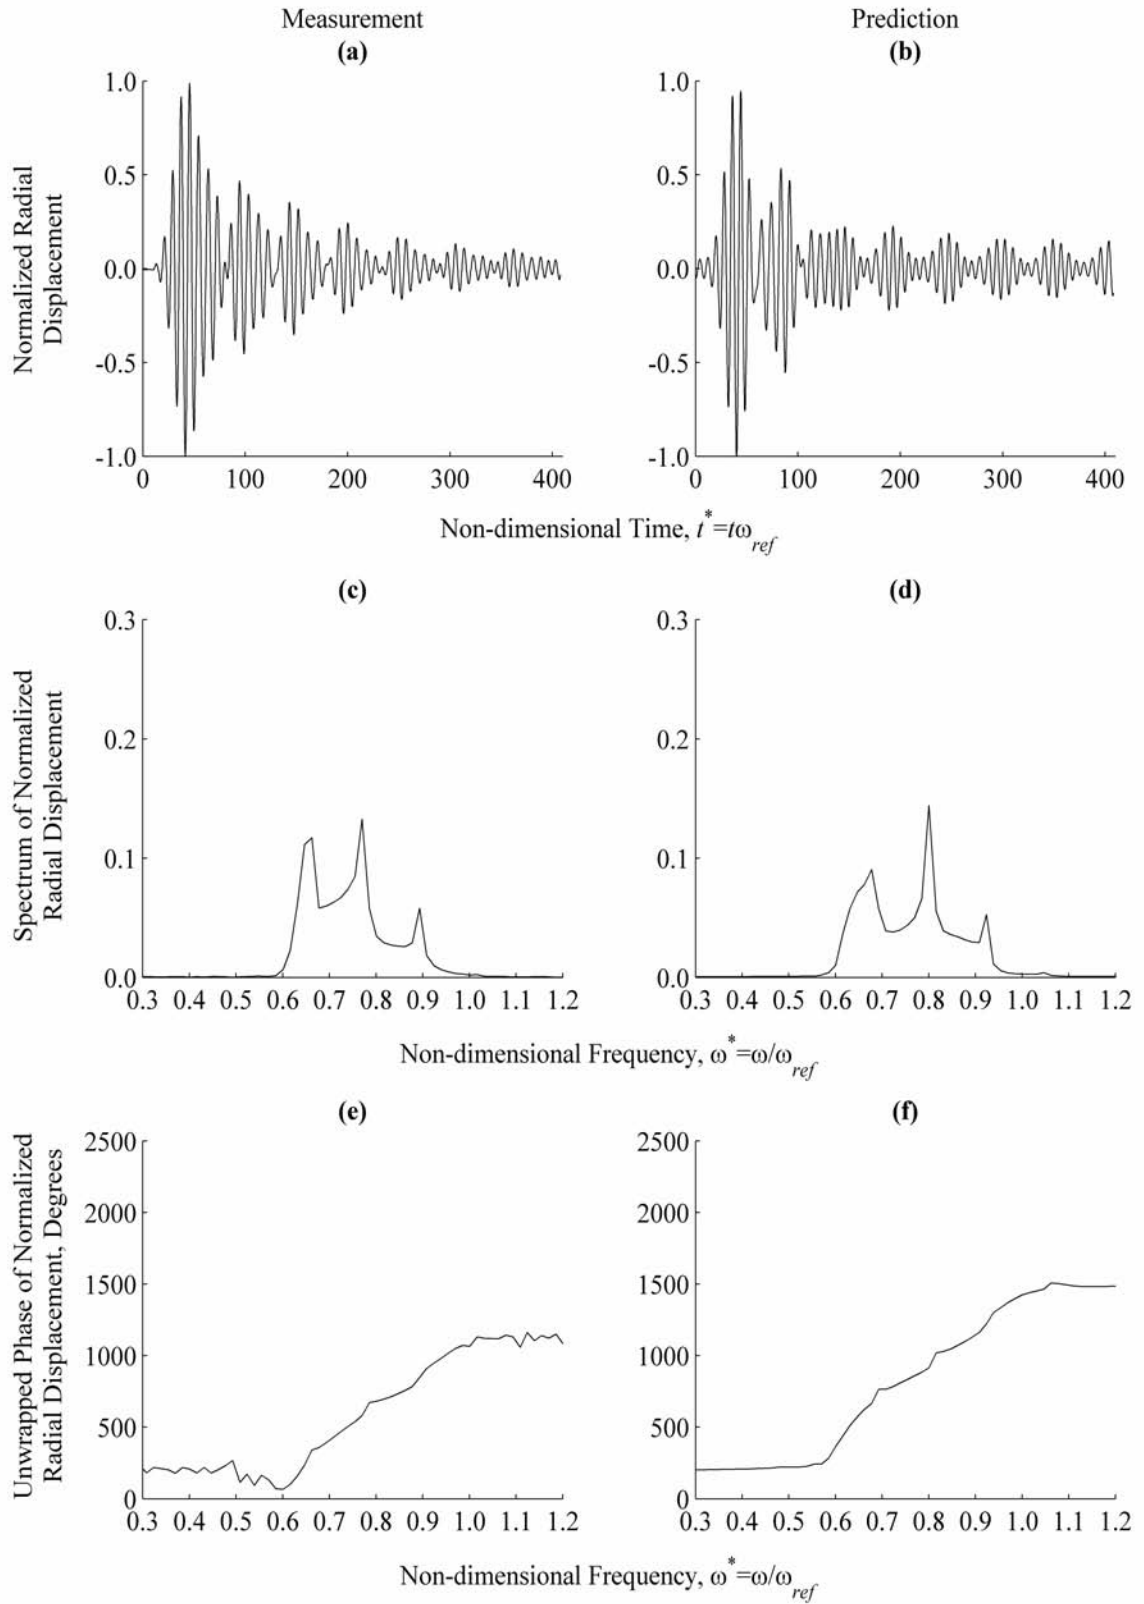 Measurement
Prediction
(a)
(b)
Normalized Radial
Displacement
1.0
0.5
0.0
-0.5
-1.0
0 100 200 300 400
1.0
0.5
0.0
-0.5
-1.0
0 100 200 300 400
Non-dimensional Time, t*=tω_ref
(c)
(d)
Spectrum of Normalized
Radial Displacement
0.3
0.2
0.1
0.0
0.3 0.4 0.5 0.6 0.7 0.8 0.9 1.0 1.1 1.2
0.3
0.2
0.1
0.0
0.3 0.4 0.5 0.6 0.7 0.8 0.9 1.0 1.1 1.2
Non-dimensional Frequency, ω*=ω/ω_ref
(e)
(f)
Unwrapped Phase of Normalized
Radial Displacement, Degrees
2500
2000
1500
1000
500
0
0.3 0.4 0.5 0.6 0.7 0.8 0.9 1.0 1.1 1.2
2500
2000
1500
1000
500
0
0.3 0.4 0.5 0.6 0.7 0.8 0.9 1.0 1.1 1.2
Non-dimensional Frequency, ω*=ω/ω_ref